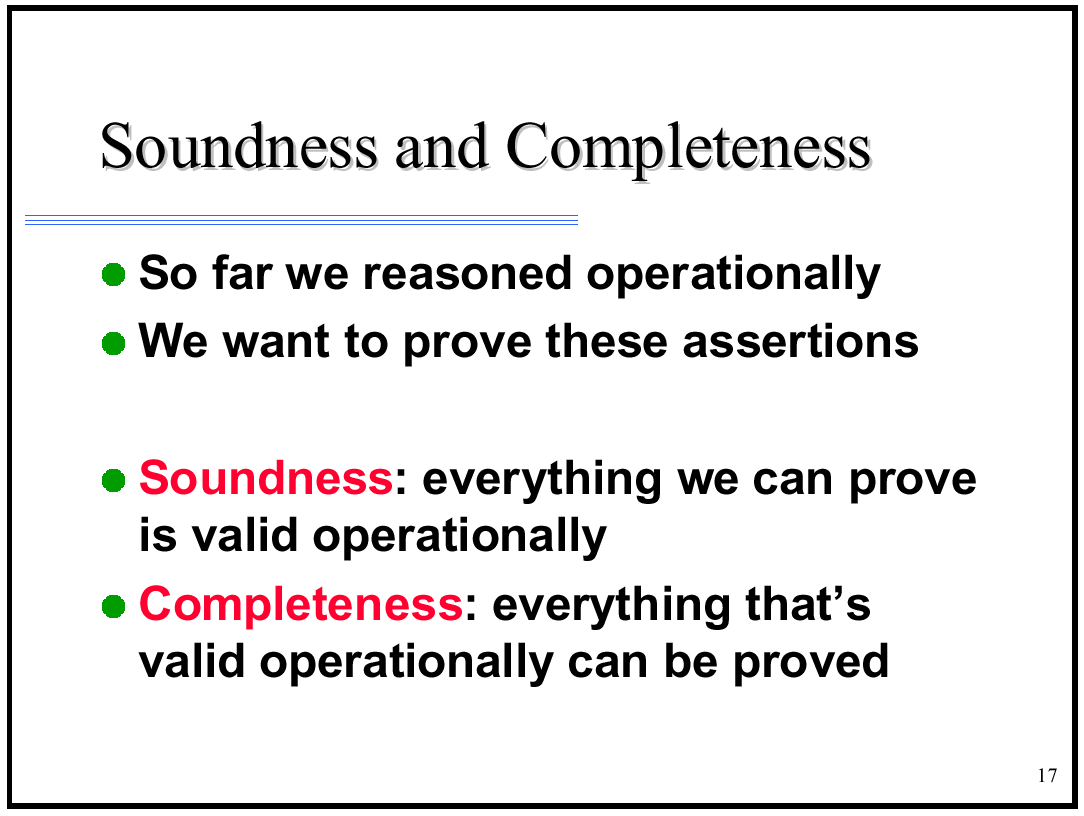 Soundness and Completeness
So far we reasoned operationally
We want to prove these assertions
Soundness: everything we can prove
is valid operationally
Completeness: everything that’s
valid operationally can be proved
17